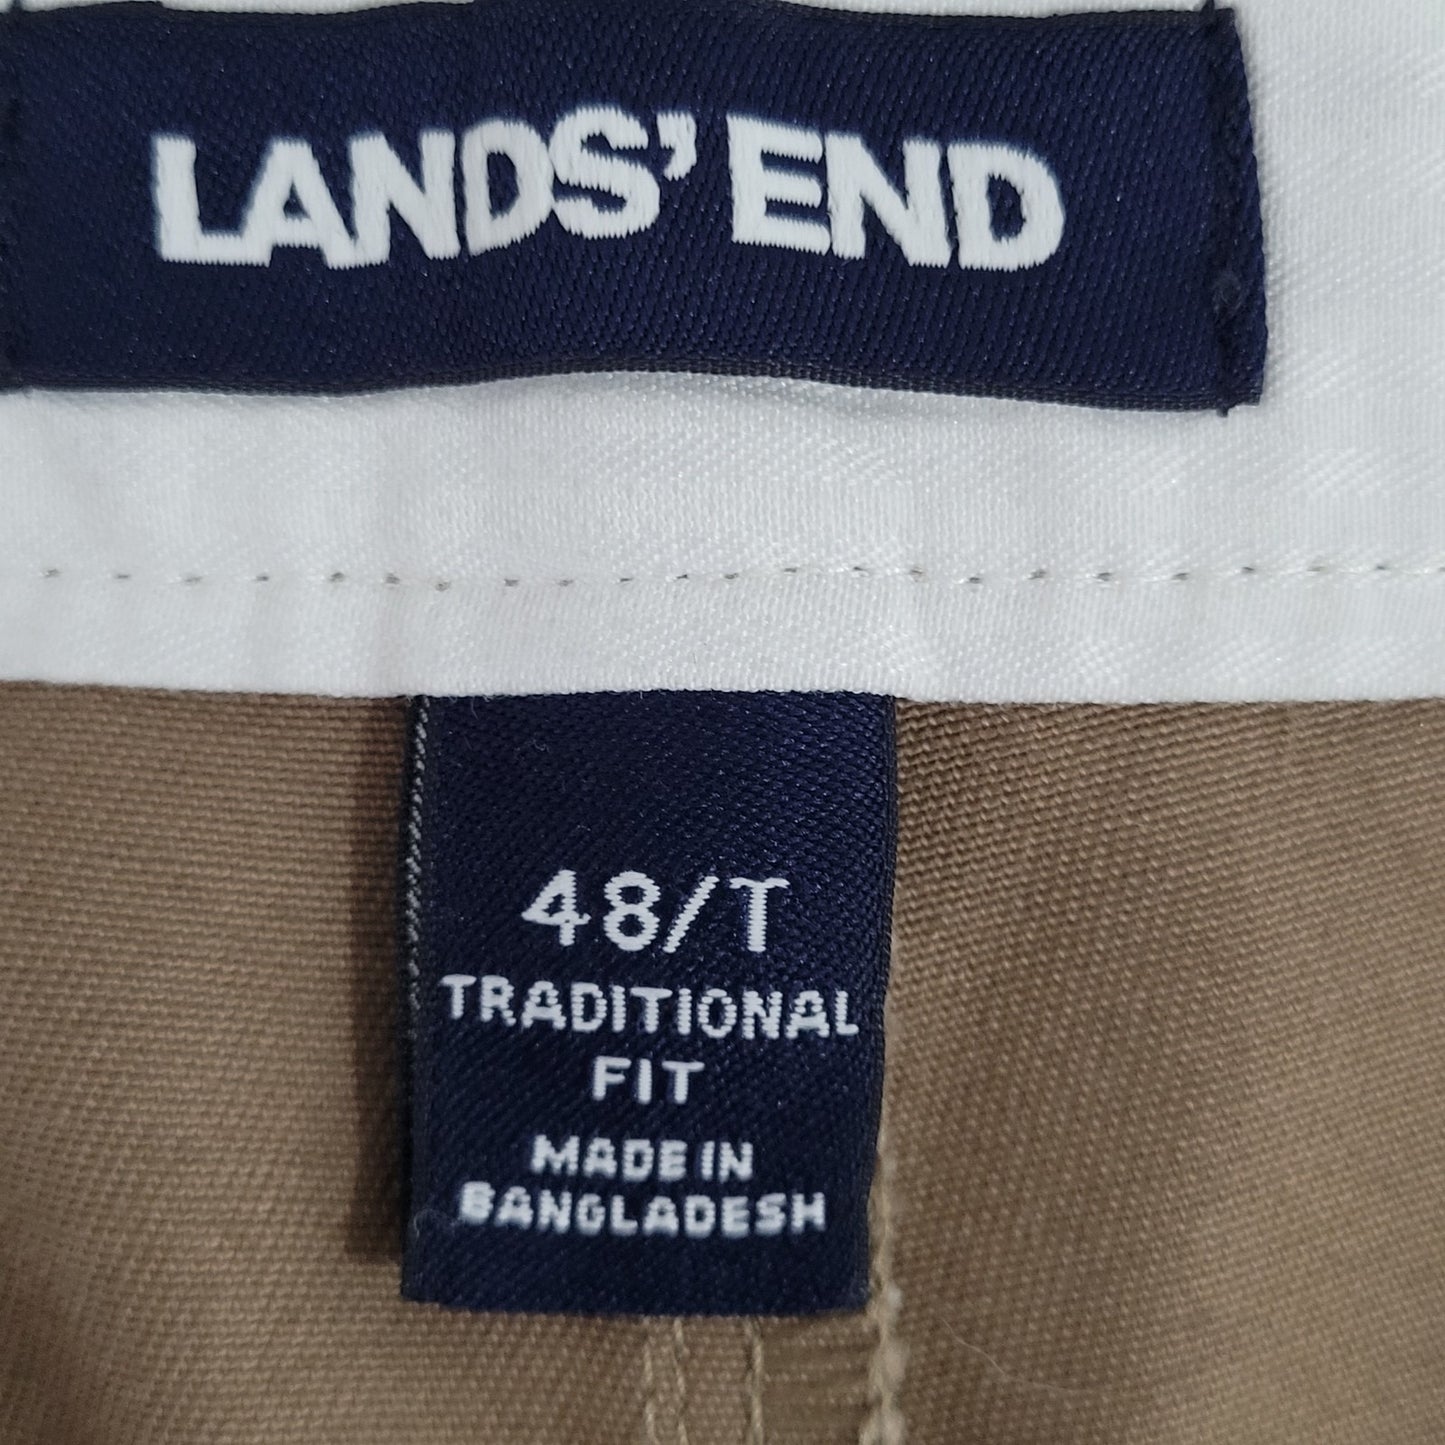 LANDS' END
48/T
TRADITIONAL
FIT
MADE IN
BANGLADESH